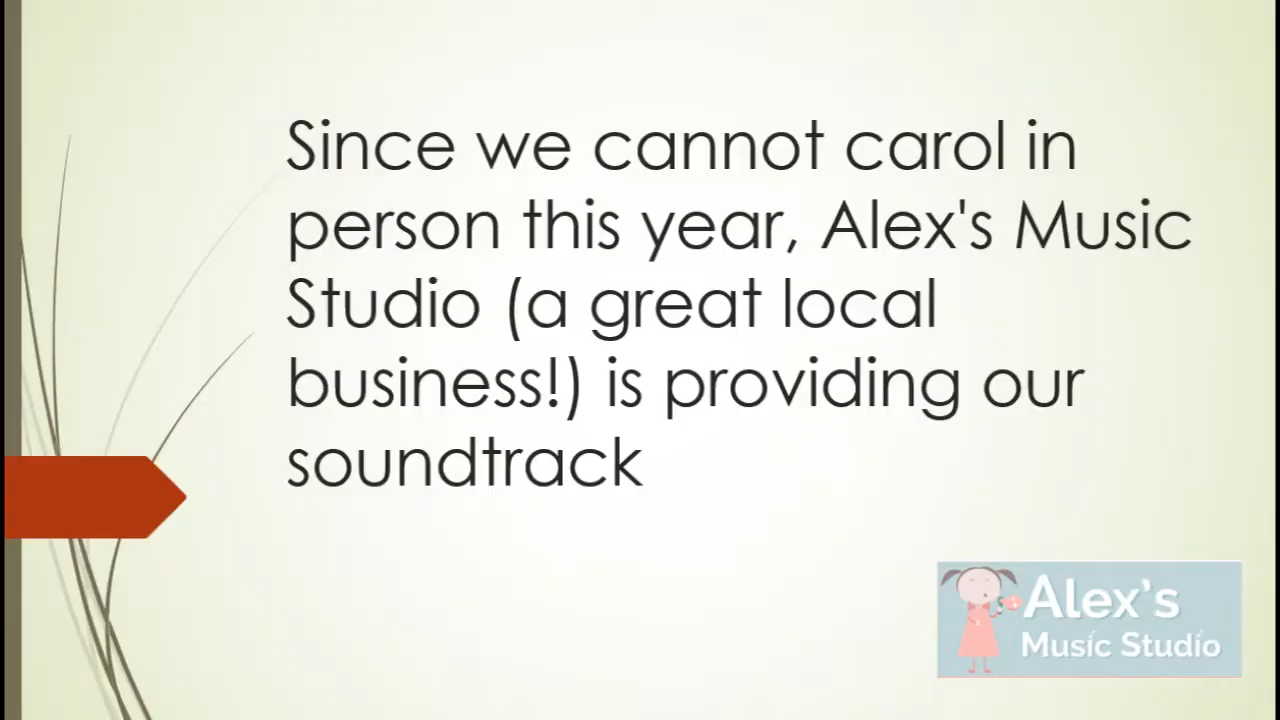 Since we cannot carol in
person this year, Alex's Music
Studio (a great local
business!) is providing our
soundtrack
Alex's
Music Studio